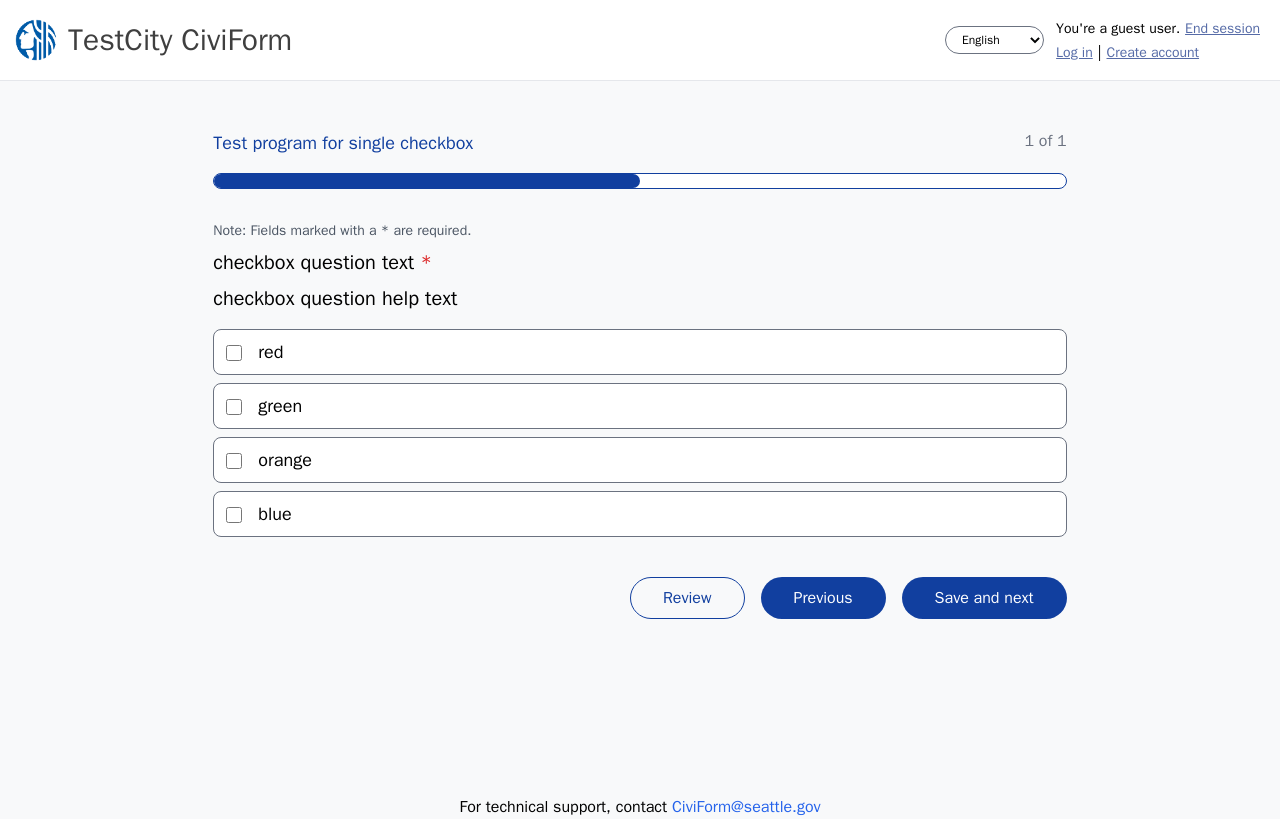 TestCity CiviForm
English
You're a guest user. End session
Log in | Create account
Test program for single checkbox
1 of 1
Note: Fields marked with a * are required.
checkbox question text *
checkbox question help text
red
green
orange
blue
Review
Previous
Save and next
For technical support, contact CiviForm@seattle.gov